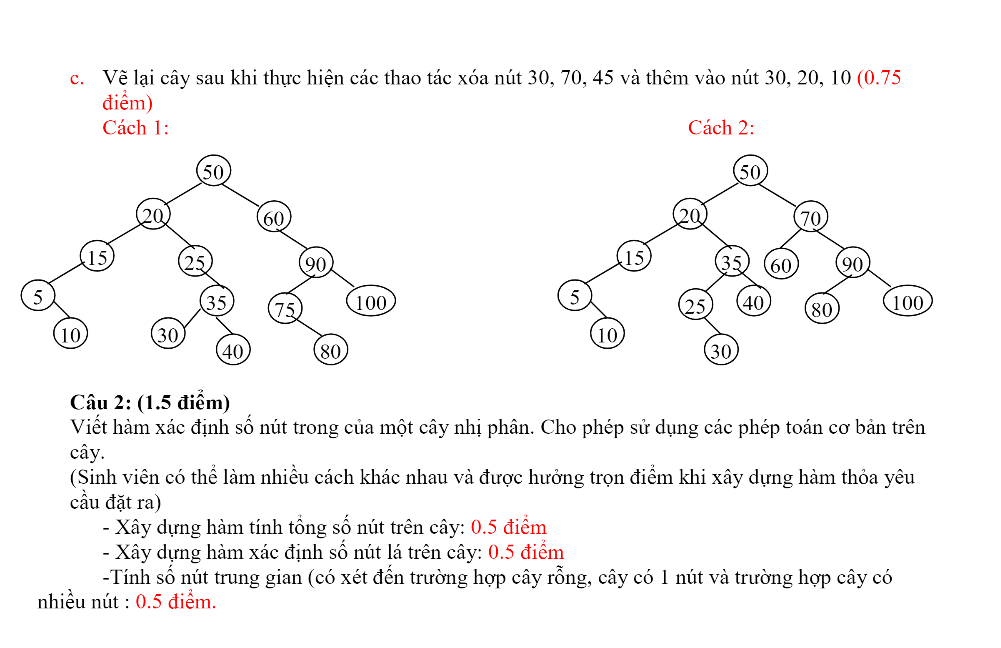 c. Vẽ lại cây sau khi thực hiện các thao tác xóa nút 30, 70, 45 và thêm vào nút 30, 20, 10 (0.75
điểm)
Cách 1: Cách 2:
50 50
20 60 20 70
15 25 90 15 35 60 90
5 35 75 100 5 25 40 80 100
10 30 40 80 10 30
Câu 2: (1.5 điểm)
Viết hàm xác định số nút trong của một cây nhị phân. Cho phép sử dụng các phép toán cơ bản trên
cây.
(Sinh viên có thể làm nhiều cách khác nhau và được hưởng trọn điểm khi xây dựng hàm thỏa yêu
cầu đặt ra)
- Xây dựng hàm tính tổng số nút trên cây: 0.5 điểm
- Xây dựng hàm xác định số nút lá trên cây: 0.5 điểm
-Tính số nút trung gian (có xét đến trường hợp cây rỗng, cây có 1 nút và trường hợp cây có
nhiều nút : 0.5 điểm.